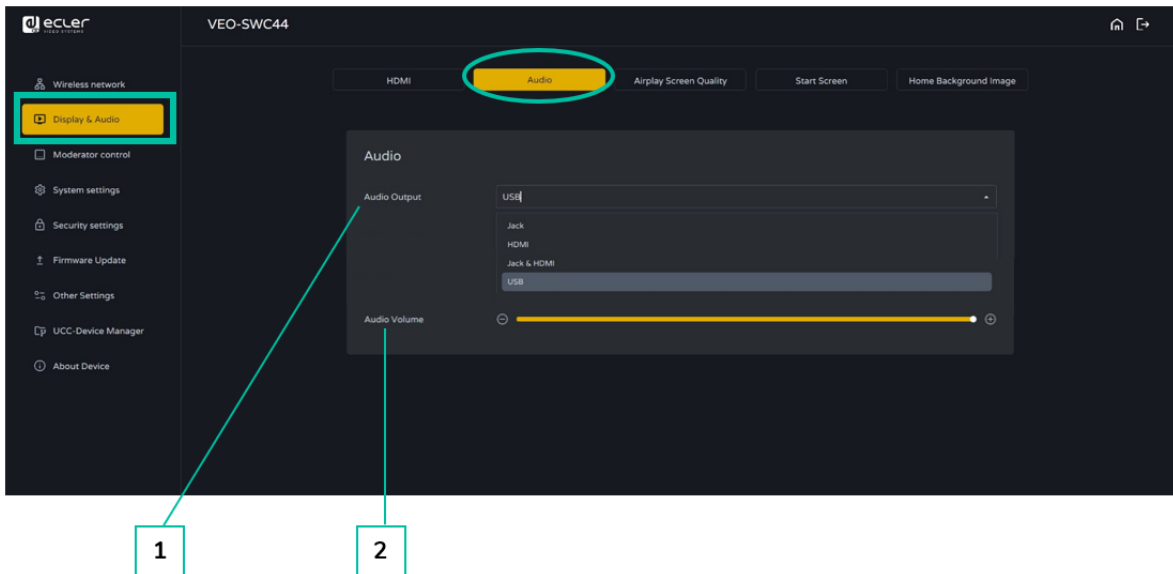 ecler
VIDEO SYSTEMS
VEO-SWC44
Wireless network
Display & Audio
Moderator control
System settings
Security settings
Firmware Update
Other Settings
UCC-Device Manager
About Device
HDMI Audio Airplay Screen Quality Start Screen Home Background Image
Audio
Audio Output USB
Jack
HDMI
Jack & HDMI
USB
Audio Volume
1 2